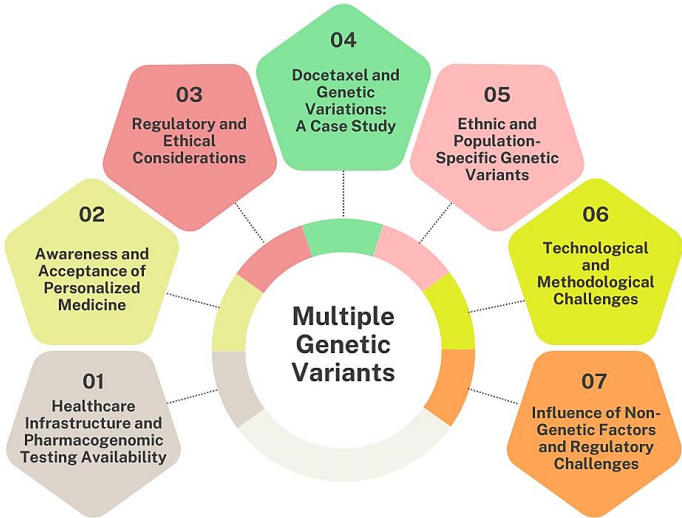 01
Healthcare
Infrastructure and
Pharmacogenomic
Testing Availability
02
Awareness and
Acceptance of
Personalized
Medicine
03
Regulatory and
Ethical
Considerations
04
Docetaxel and
Genetic
Variations:
A Case Study
05
Ethnic and
Population-
Specific Genetic
Variants
06
Technological
and
Methodological
Challenges
07
Influence of Non-
Genetic Factors
and Regulatory
Challenges
Multiple
Genetic
Variants